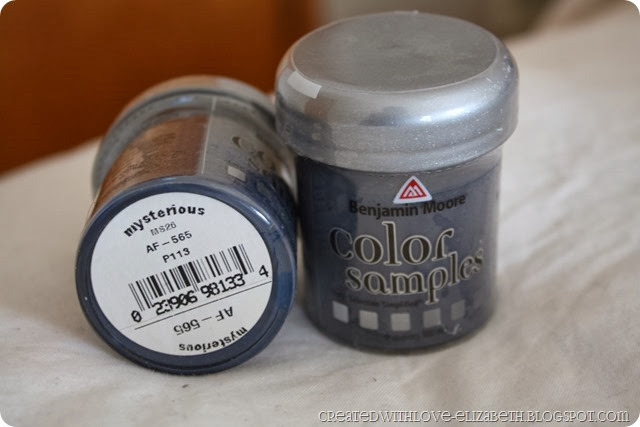 mysterious
MS26
AF-565
P113
0 23906 98133 4
AF-565
mysterious
Benjamin Moore
color
samples
createdwithlove-elizabeth.blogspot.com